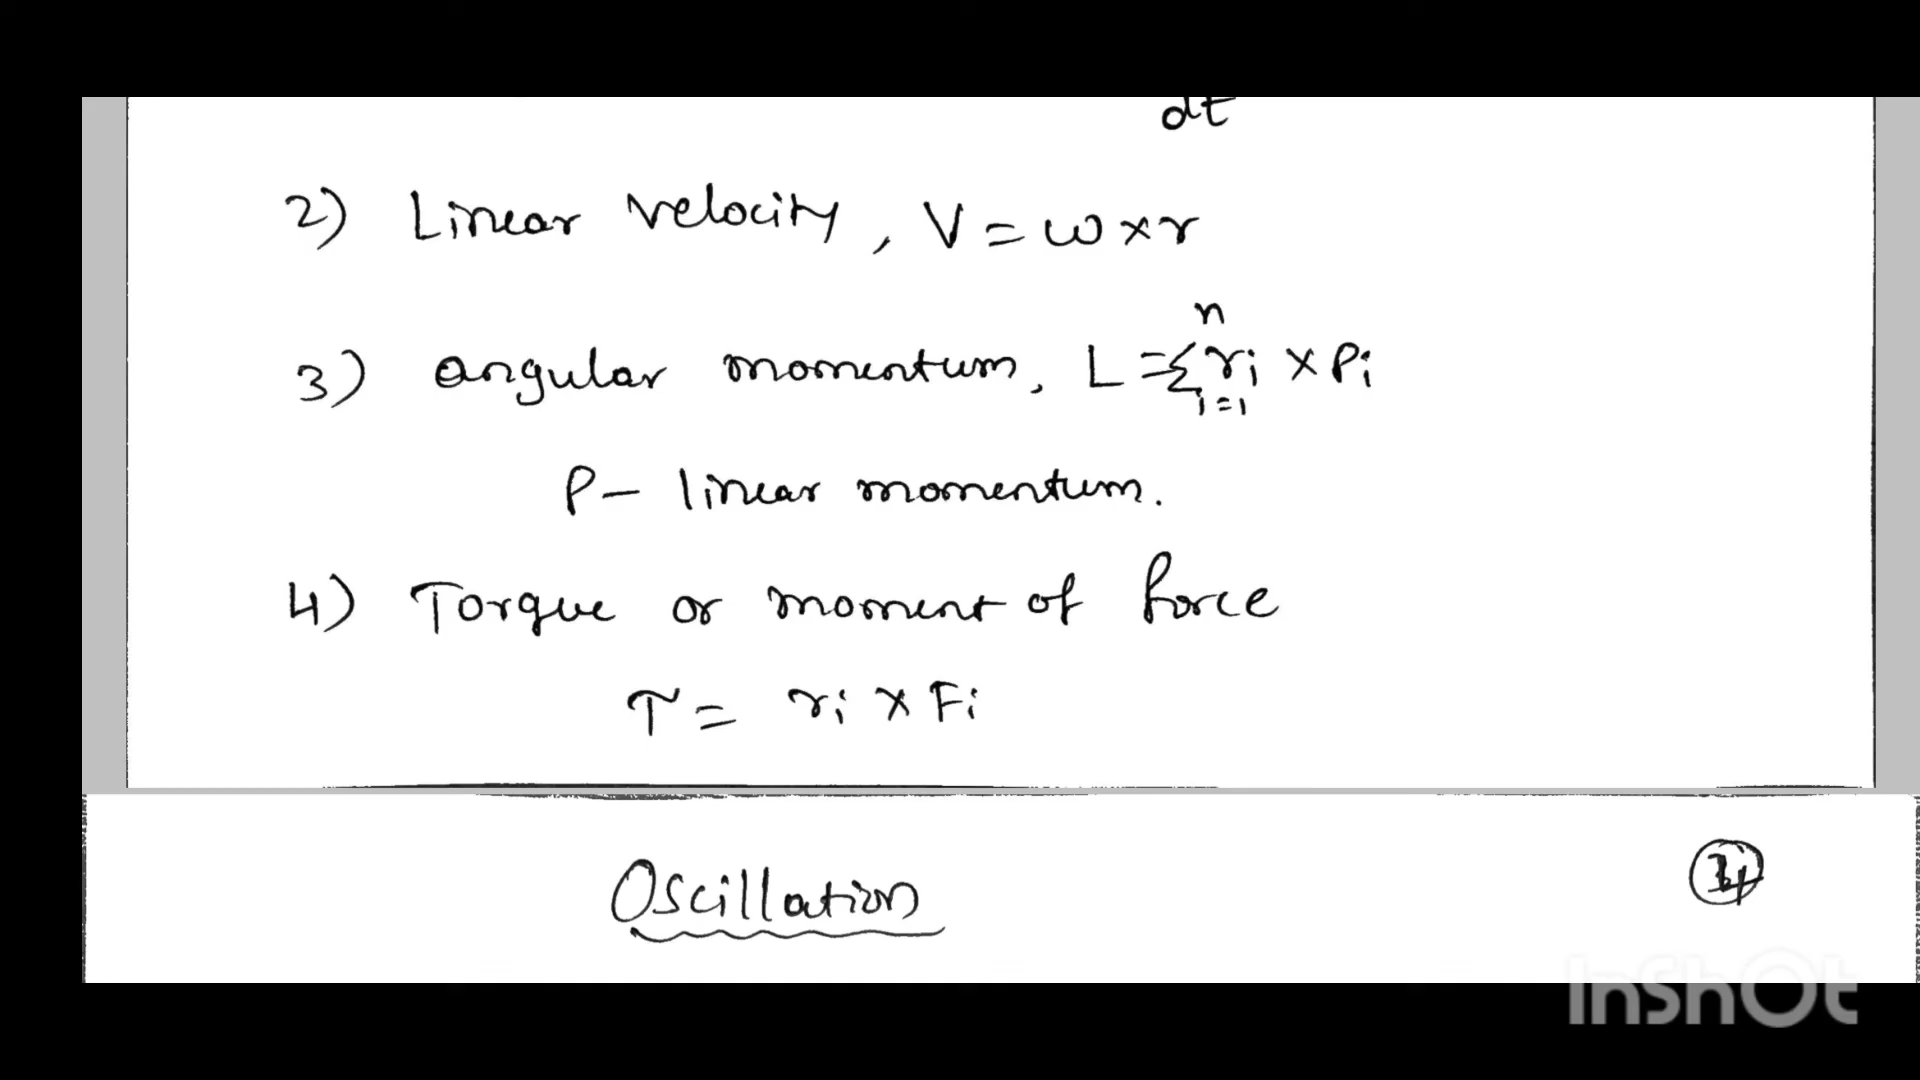 dt
2) Linear velocity, V = ω × r
n
3) angular momentum, L = Σ ri × Pi
i=1
P – linear momentum.
4) Torque or moment of force
τ = ri × Fi
Oscillation
InShOt